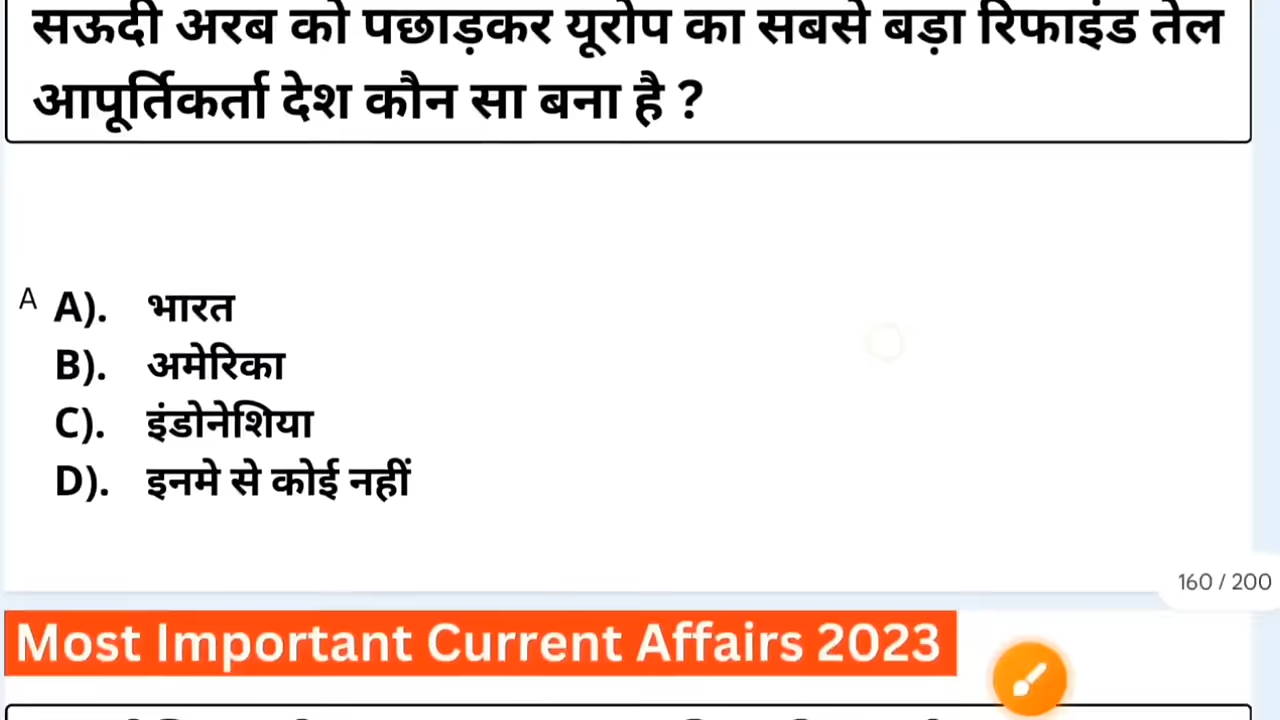 सऊदी अरब को पछाड़कर यूरोप का सबसे बड़ा रिफाइंड तेल
आपूर्तिकर्ता देश कौन सा बना है ?
A A). भारत
B). अमेरिका
C). इंडोनेशिया
D). इनमे से कोई नहीं
160 / 200
Most Important Current Affairs 2023